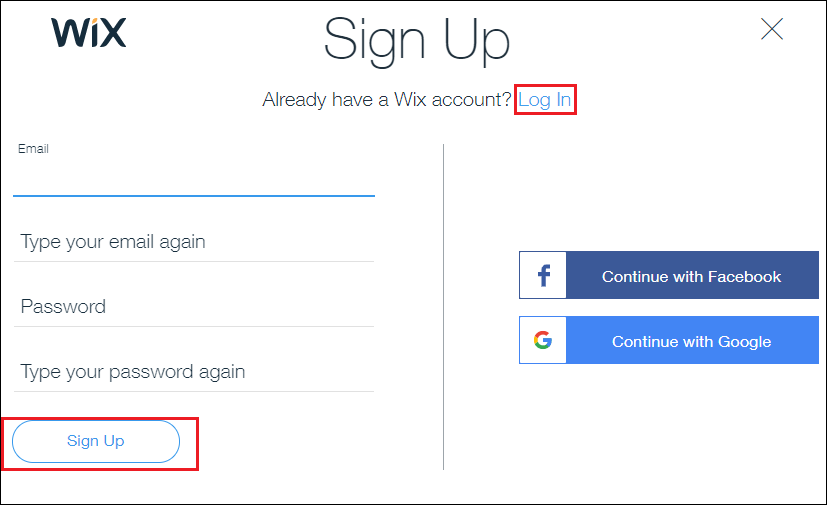 WiX
Sign Up
Already have a Wix account? Log In
Email
Type your email again
Password
Type your password again
Sign Up
Continue with Facebook
Continue with Google